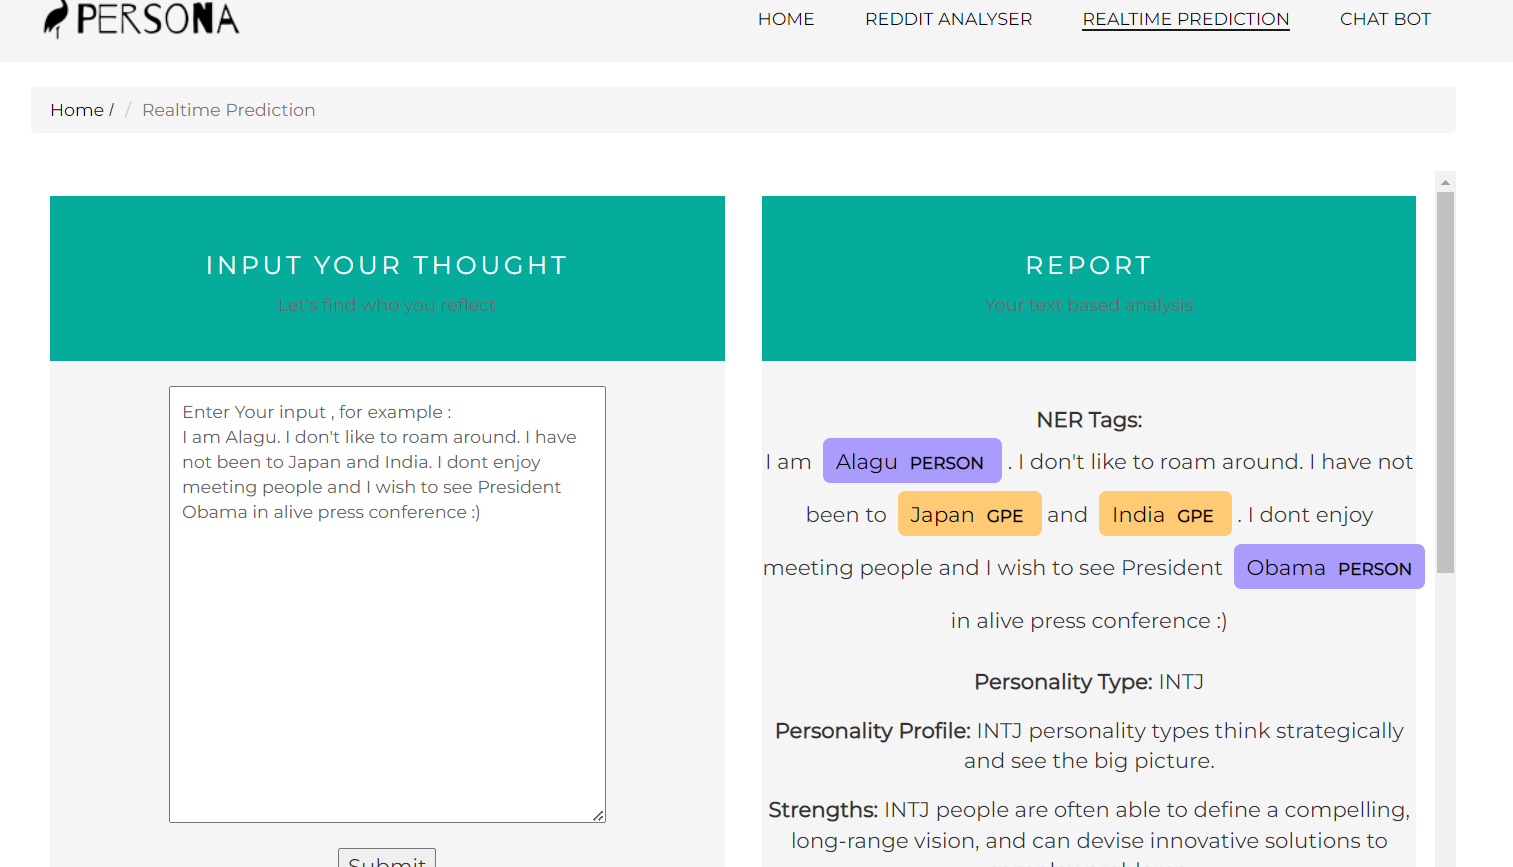 PERSONA
HOME REDDIT ANALYSER REALTIME PREDICTION CHAT BOT
Home / / Realtime Prediction
INPUT YOUR THOUGHT
Let's find who you reflect
Enter Your input , for example :
I am Alagu. I don't like to roam around. I have
not been to Japan and India. I dont enjoy
meeting people and I wish to see President
Obama in alive press conference :)
Submit
REPORT
Your text based analysis
NER Tags:
I am Alagu PERSON . I don't like to roam around. I have not
been to Japan GPE and India GPE . I dont enjoy
meeting people and I wish to see President Obama PERSON
in alive press conference :)
Personality Type: INTJ
Personality Profile: INTJ personality types think strategically
and see the big picture.
Strengths: INTJ people are often able to define a compelling,
long-range vision, and can devise innovative solutions to